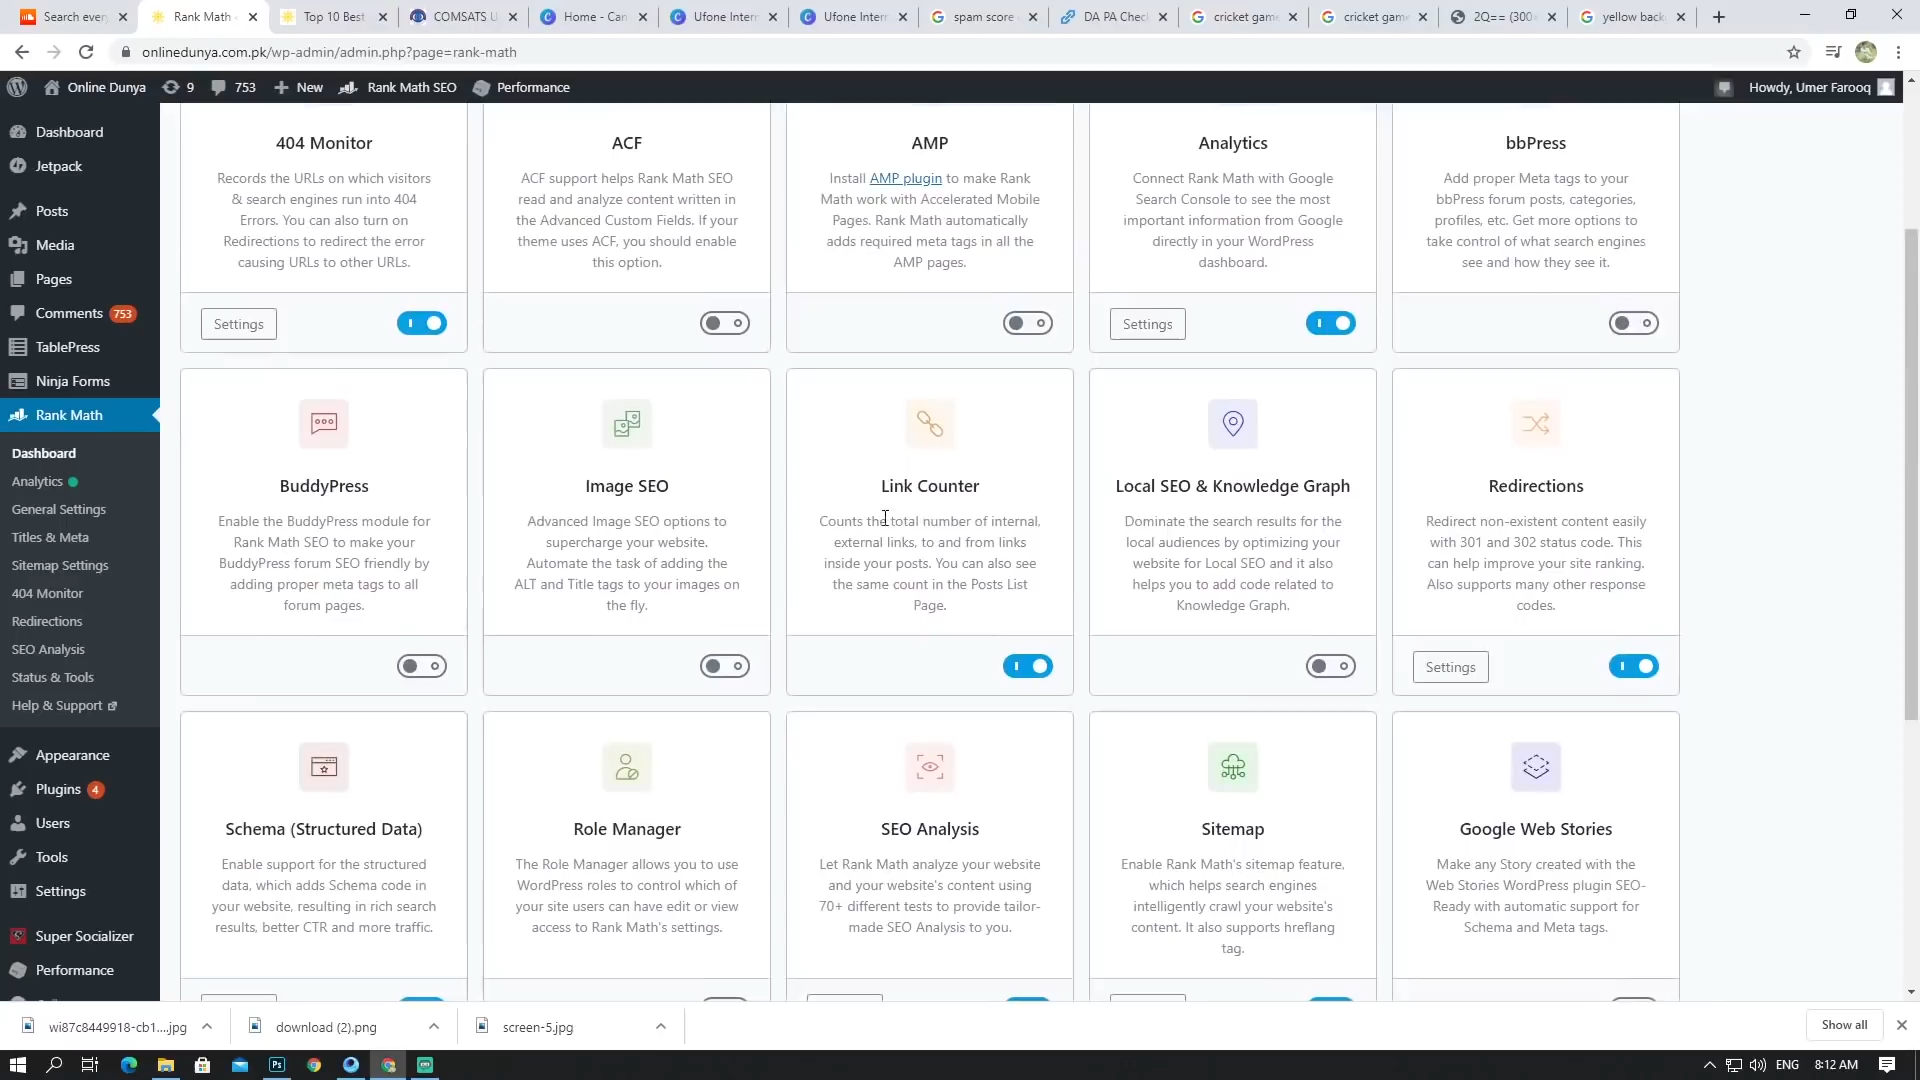 Search every
Rank Math
Top 10 Best
COMSATS U
Home - Can
Ufone Inter
Ufone Inter
spam score
DA PA Chec
cricket game
cricket game
2Q== (300
yellow back
onlinedunya.com.pk/wp-admin/admin.php?page=rank-math
Online Dunya
9
753
New
Rank Math SEO
Performance
Howdy, Umer Farooq
Dashboard
Jetpack
Posts
Media
Pages
Comments 753
TablePress
Ninja Forms
Rank Math
Dashboard
Analytics
General Settings
Titles & Meta
Sitemap Settings
404 Monitor
Redirections
SEO Analysis
Status & Tools
Help & Support
Appearance
Plugins 4
Users
Tools
Settings
Super Socializer
Performance
404 Monitor
Records the URLs on which visitors
& search engines run into 404
Errors. You can also turn on
Redirections to redirect the error
causing URLs to other URLs.
Settings
ACF
ACF support helps Rank Math SEO
read and analyze content written in
the Advanced Custom Fields. If your
theme uses ACF, you should enable
this option.
AMP
Install AMP plugin to make Rank
Math work with Accelerated Mobile
Pages. Rank Math automatically
adds required meta tags in all the
AMP pages.
Analytics
Connect Rank Math with Google
Search Console to see the most
important information from Google
directly in your WordPress
dashboard.
Settings
bbPress
Add proper Meta tags to your
bbPress forum posts, categories,
profiles, etc. Get more options to
take control of what search engines
see and how they see it.
BuddyPress
Enable the BuddyPress module for
Rank Math SEO to make your
BuddyPress forum SEO friendly by
adding proper meta tags to all
forum pages.
Image SEO
Advanced Image SEO options to
supercharge your website.
Automate the task of adding the
ALT and Title tags to your images on
the fly.
Link Counter
Counts the total number of internal,
external links, to and from links
inside your posts. You can also see
the same count in the Posts List
Page.
Local SEO & Knowledge Graph
Dominate the search results for the
local audiences by optimizing your
website for Local SEO and it also
helps you to add code related to
Knowledge Graph.
Redirections
Redirect non-existent content easily
with 301 and 302 status code. This
can help improve your site ranking.
Also supports many other response
codes.
Settings
Schema (Structured Data)
Enable support for the structured
data, which adds Schema code in
your website, resulting in rich search
results, better CTR and more traffic.
Role Manager
The Role Manager allows you to use
WordPress roles to control which of
your site users can have edit or view
access to Rank Math's settings.
SEO Analysis
Let Rank Math analyze your website
and your website's content using
70+ different tests to provide tailor-
made SEO Analysis to you.
Sitemap
Enable Rank Math's sitemap feature,
which helps search engines
intelligently crawl your website's
content. It also supports hreflang
tag.
Google Web Stories
Make any Story created with the
Web Stories WordPress plugin SEO-
Ready with automatic support for
Schema and Meta tags.
wi87c8449918-cb1....jpg
download (2).png
screen-5.jpg
Show all
ENG
8:12 AM